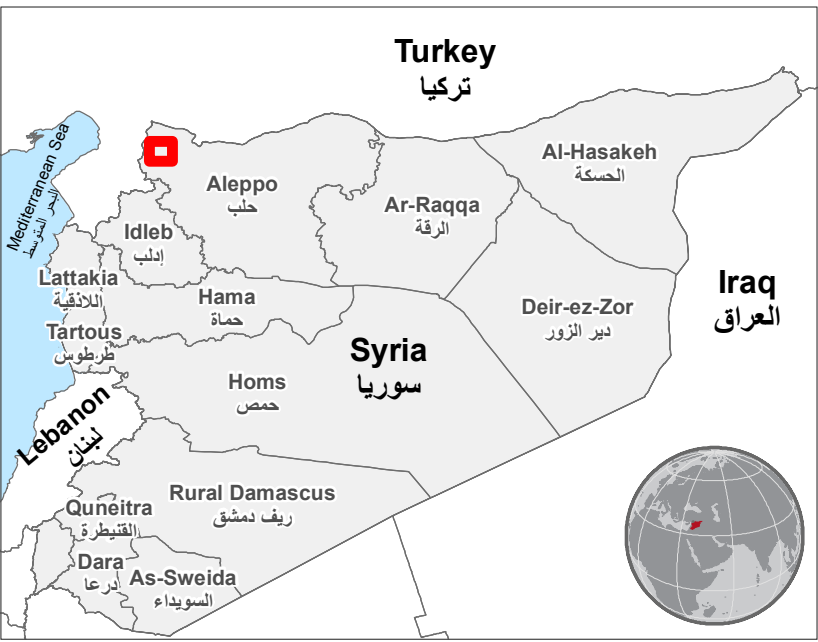 Turkey
تركيا
Mediterranean Sea
البحر المتوسط
Al-Hasakeh
الحسكة
Aleppo
حلب
Ar-Raqqa
الرقة
Idleb
إدلب
Lattakia
اللاذقية
Hama
حماة
Deir-ez-Zor
دير الزور
Iraq
العراق
Tartous
طرطوس
Syria
سوريا
Homs
حمص
Lebanon
لبنان
Rural Damascus
ريف دمشق
Quneitra
القنيطرة
Dara
درعا
As-Sweida
السويداء